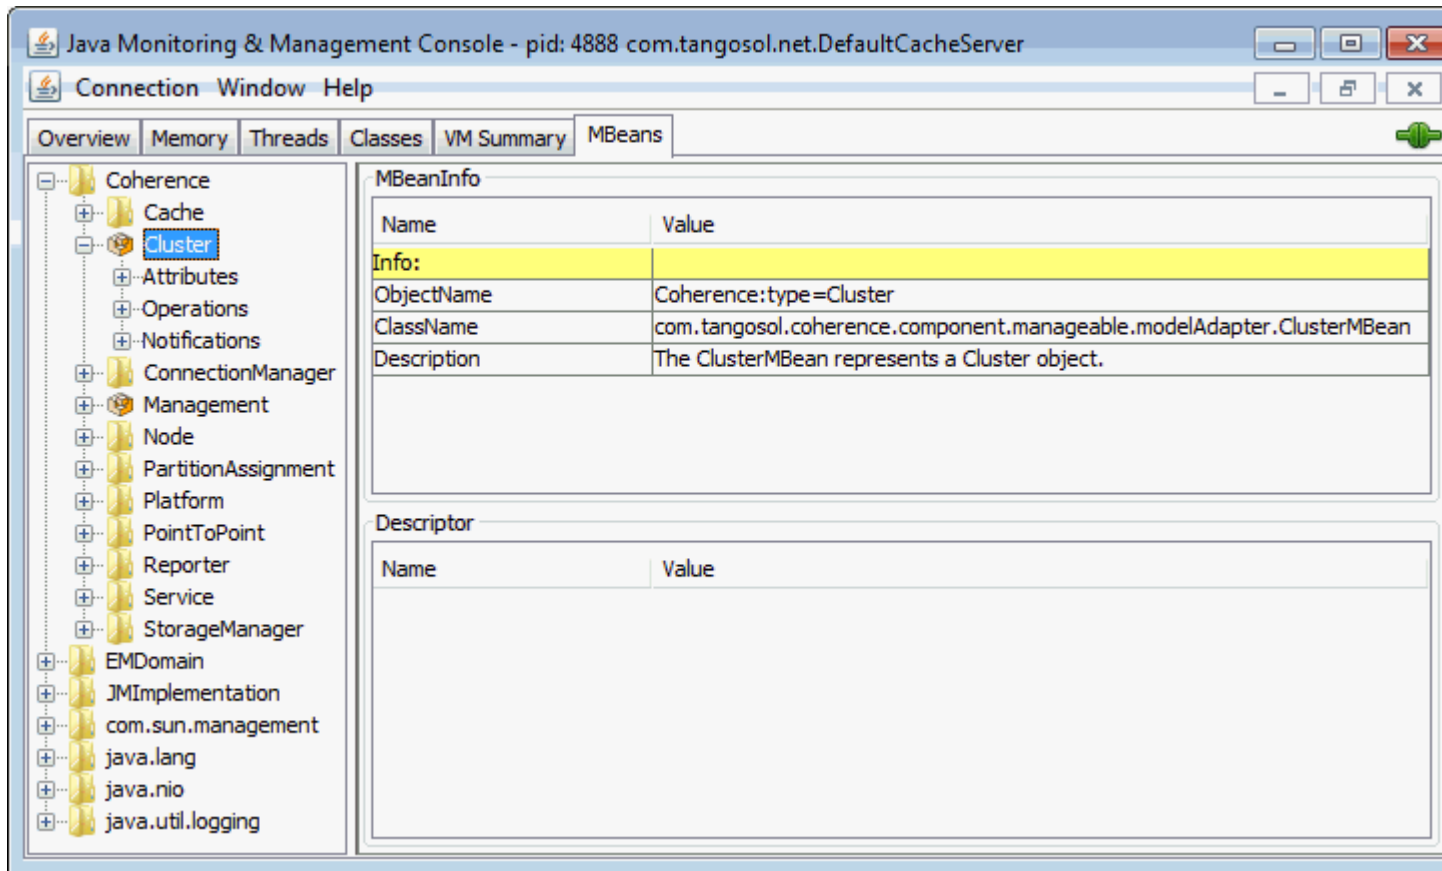 Java Monitoring & Management Console - pid: 4888 com.tangosol.net.DefaultCacheServer
Connection Window Help
Overview Memory Threads Classes VM Summary MBeans
Coherence
Cache
Cluster
Attributes
Operations
Notifications
ConnectionManager
Management
Node
PartitionAssignment
Platform
PointToPoint
Reporter
Service
StorageManager
EMDomain
JMImplementation
com.sun.management
java.lang
java.nio
java.util.logging
MBeanInfo
Name Value
Info:
ObjectName Coherence:type=Cluster
ClassName com.tangosol.coherence.component.manageable.modelAdapter.ClusterMBean
Description The ClusterMBean represents a Cluster object.
Descriptor
Name Value